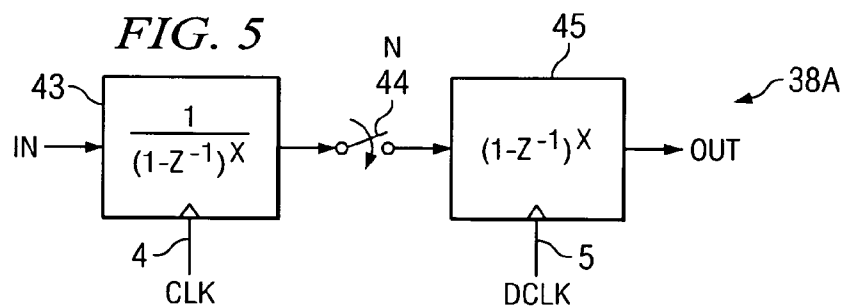 FIG. 5
43
IN
1
(1-Z⁻¹)ˣ
4
CLK
N
44
45
(1-Z⁻¹)ˣ
5
DCLK
OUT
38A